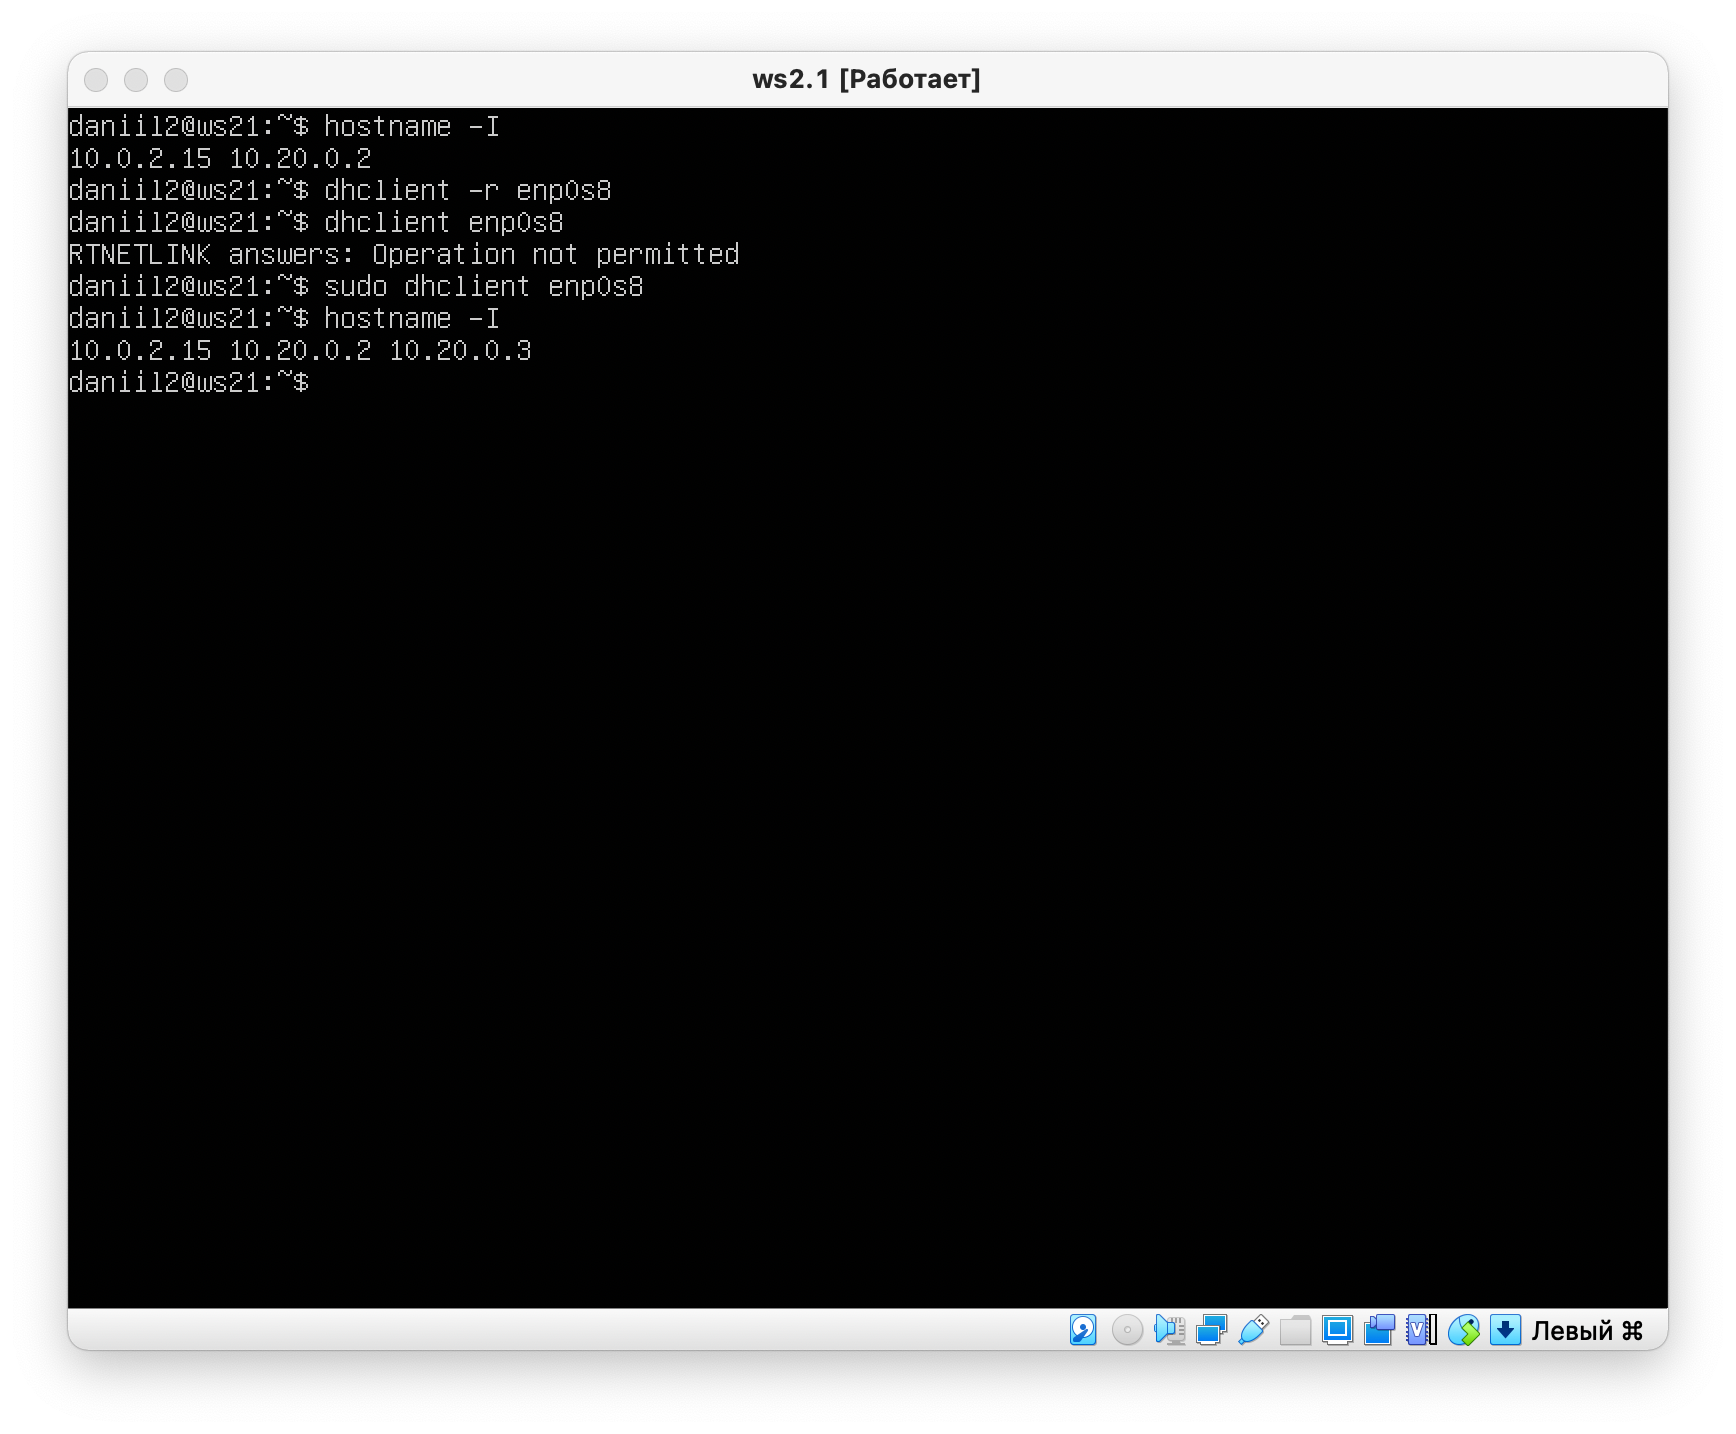 ws2.1 [Работает]
daniil2@ws21:~$ hostname -I
10.0.2.15 10.20.0.2
daniil2@ws21:~$ dhclient -r enp0s8
daniil2@ws21:~$ dhclient enp0s8
RTNETLINK answers: Operation not permitted
daniil2@ws21:~$ sudo dhclient enp0s8
daniil2@ws21:~$ hostname -I
10.0.2.15 10.20.0.2 10.20.0.3
daniil2@ws21:~$
Левый ⌘